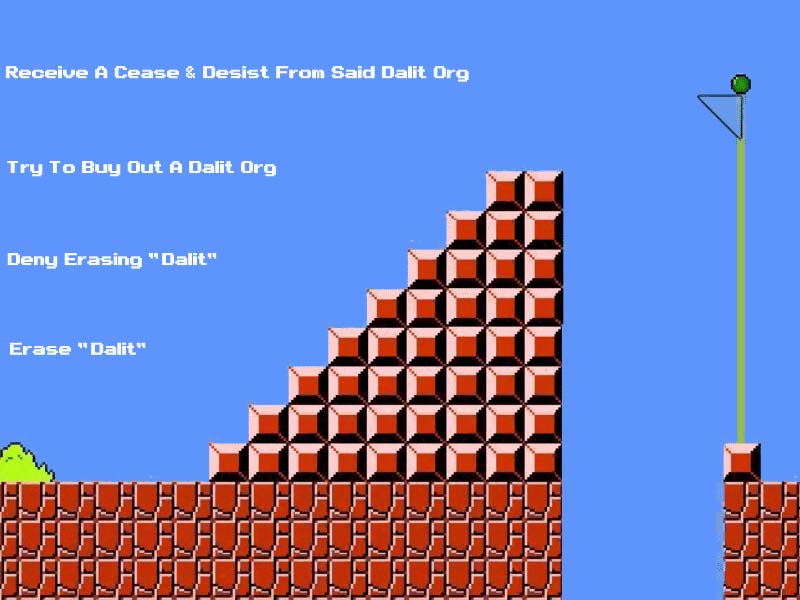 Receive A Cease & Desist From Said Dalit Org
Try To Buy Out A Dalit Org
Deny Erasing "Dalit"
Erase "Dalit"